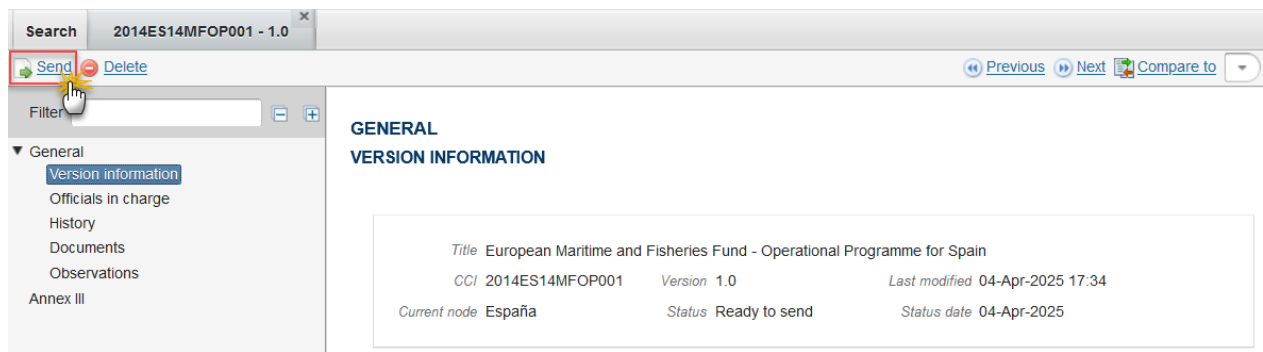 Search 2014ES14MFOP001 - 1.0
Send Delete Previous Next Compare to
Filter
General
Version information
Officials in charge
History
Documents
Observations
Annex III
GENERAL
VERSION INFORMATION
Title European Maritime and Fisheries Fund - Operational Programme for Spain
CCI 2014ES14MFOP001 Version 1.0 Last modified 04-Apr-2025 17:34
Current node España Status Ready to send Status date 04-Apr-2025